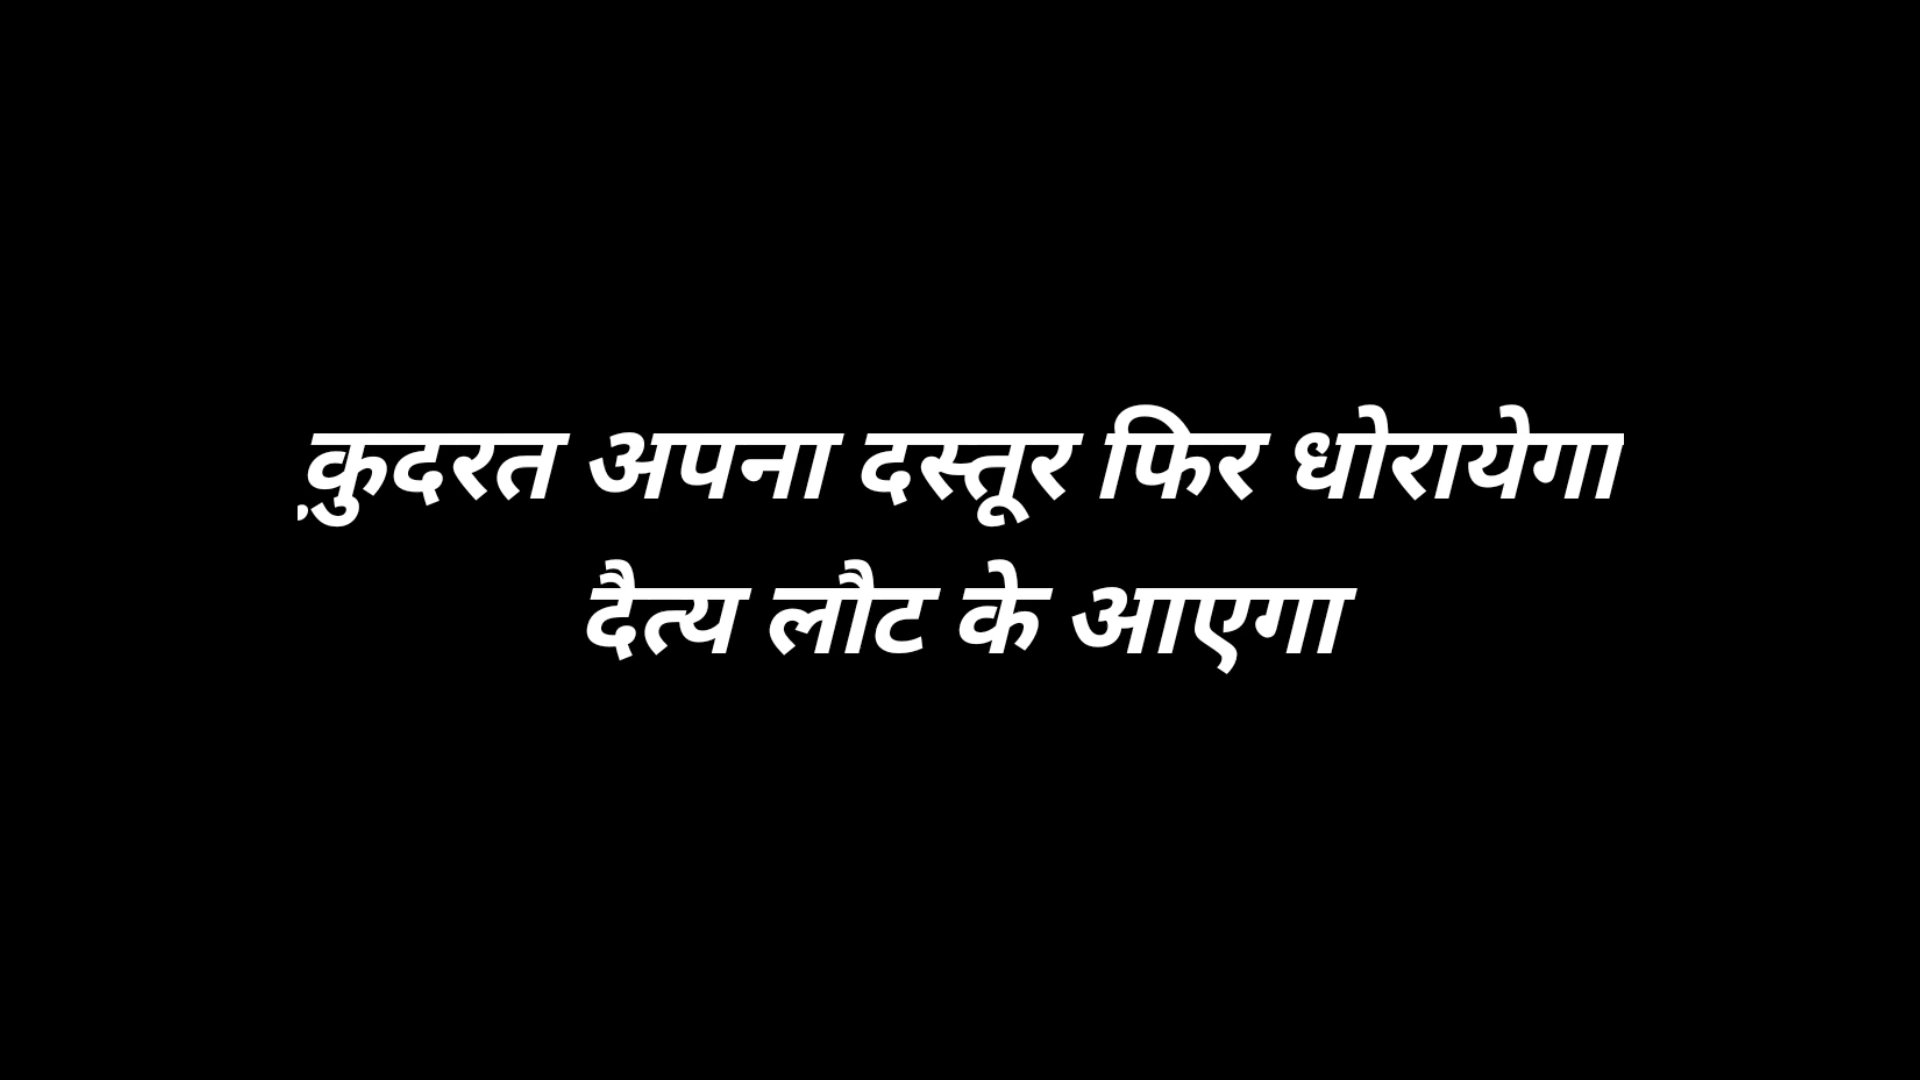 क़ुदरत अपना दस्तूर फिर धोरायेगा
दैत्य लौट के आएगा